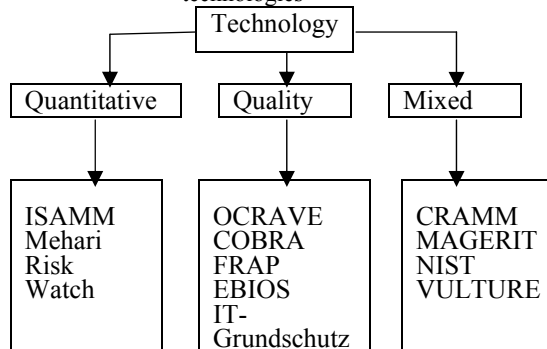 technologies
Technology
Quantitative
Quality
Mixed
ISAMM
Mehari
Risk
Watch
OCRAVE
COBRA
FRAP
EBIOS
IT-
Grundschutz
CRAMM
MAGERIT
NIST
VULTURE